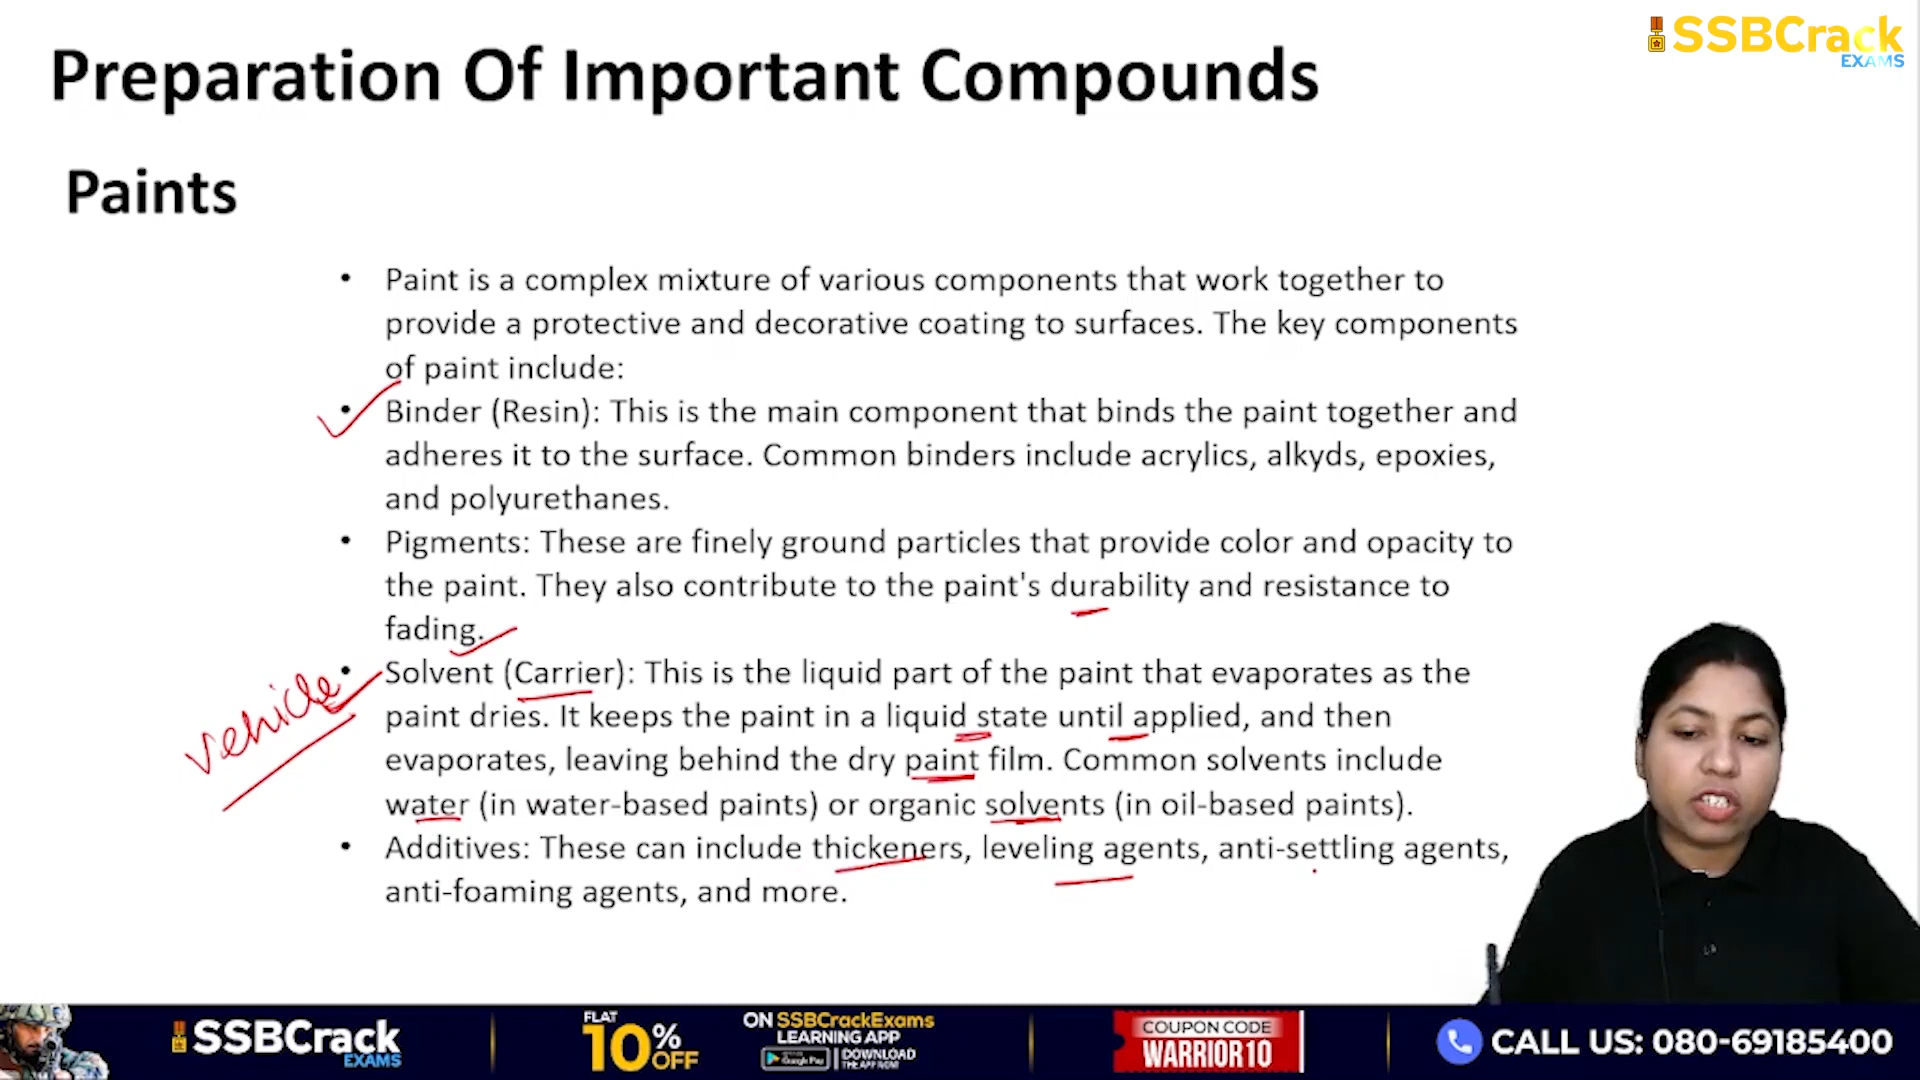 SSBCrack
EXAMS
Preparation Of Important Compounds
Paints
• Paint is a complex mixture of various components that work together to
provide a protective and decorative coating to surfaces. The key components
of paint include:
• Binder (Resin): This is the main component that binds the paint together and
adheres it to the surface. Common binders include acrylics, alkyds, epoxies,
and polyurethanes.
• Pigments: These are finely ground particles that provide color and opacity to
the paint. They also contribute to the paint's durability and resistance to
fading.
vehicle
• Solvent (Carrier): This is the liquid part of the paint that evaporates as the
paint dries. It keeps the paint in a liquid state until applied, and then
evaporates, leaving behind the dry paint film. Common solvents include
water (in water-based paints) or organic solvents (in oil-based paints).
• Additives: These can include thickeners, leveling agents, anti-settling agents,
anti-foaming agents, and more.
SSBCrack
EXAMS
FLAT
10% OFF
ON SSBCrackExams
LEARNING APP
Google Play
DOWNLOAD
THE APP NOW
COUPON CODE
WARRIOR10
CALL US: 080-69185400